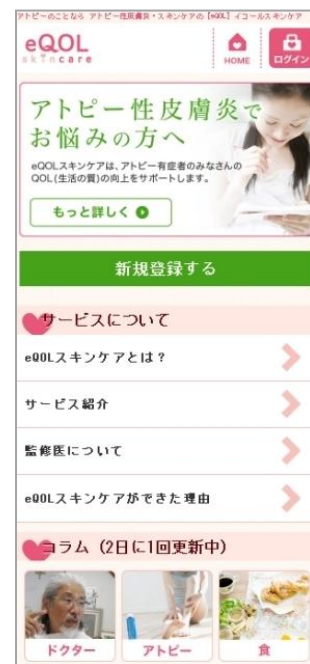 アトピーのことなら アトピー性皮膚炎・スキンケアの【eQOL】イコールスキンケア
eQOL
skincare
HOME
ログイン
アトピー性皮膚炎で
お悩みの方へ
eQOLスキンケアは、アトピー有症者のみなさんの
QOL(生活の質)の向上をサポートします。
もっと詳しく
新規登録する
サービスについて
eQOLスキンケアとは？
サービス紹介
監修医について
eQOLスキンケアができた理由
コラム（2日に1回更新中）
ドクター
アトピー
食